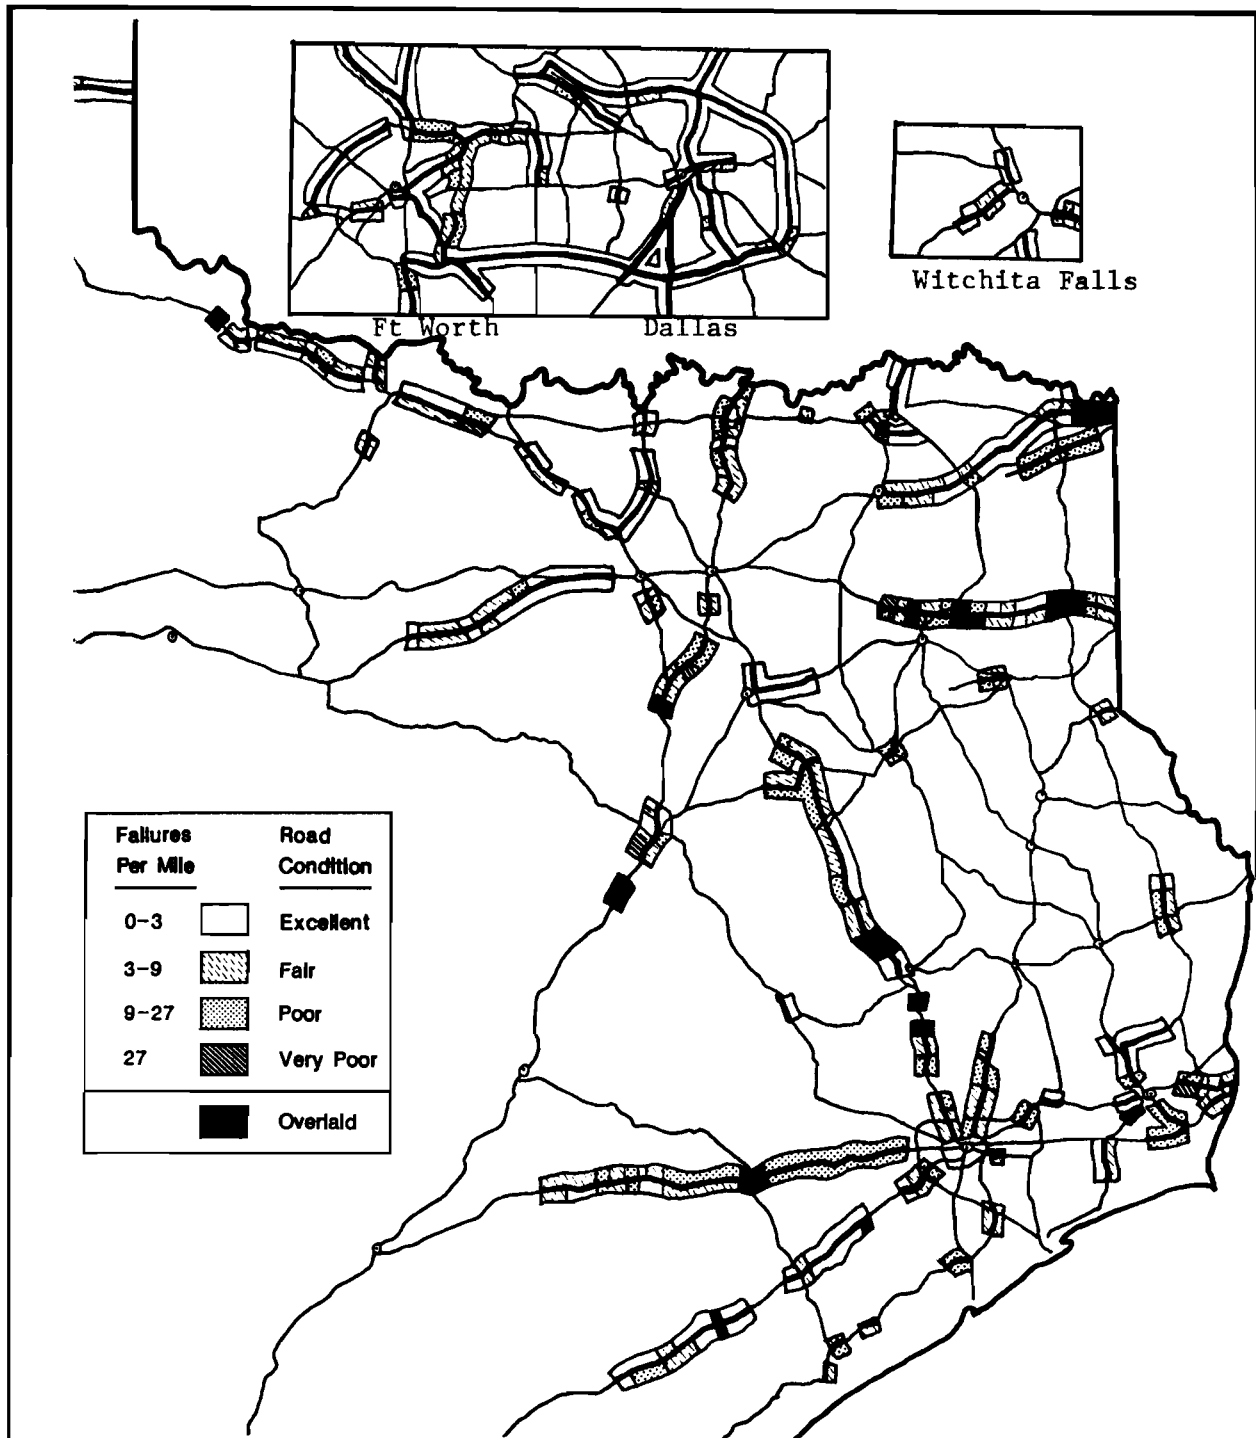 Ft Worth
Dallas
Witchita Falls
Failures Per Mile
Road Condition
0-3 Excellent
3-9 Fair
9-27 Poor
27 Very Poor
Overlaid